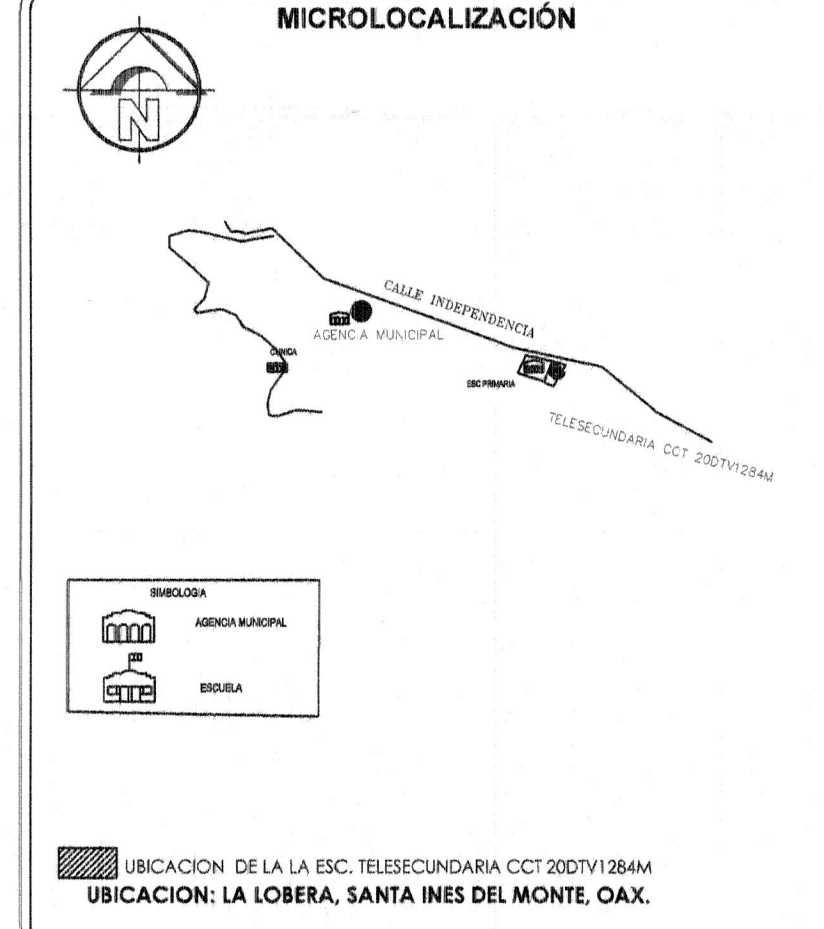 MICROLOCALIZACIÓN
N
CALLE INDEPENDENCIA
AGENCIA MUNICIPAL
CLINICA
ESC PRIMARIA
TELESECUNDARIA CCT 20DTV1284M
SIMBOLOGIA
AGENCIA MUNICIPAL
ESCUELA
UBICACION DE LA LA ESC. TELESECUNDARIA CCT 20DTV1284M
UBICACION: LA LOBERA, SANTA INES DEL MONTE, OAX.